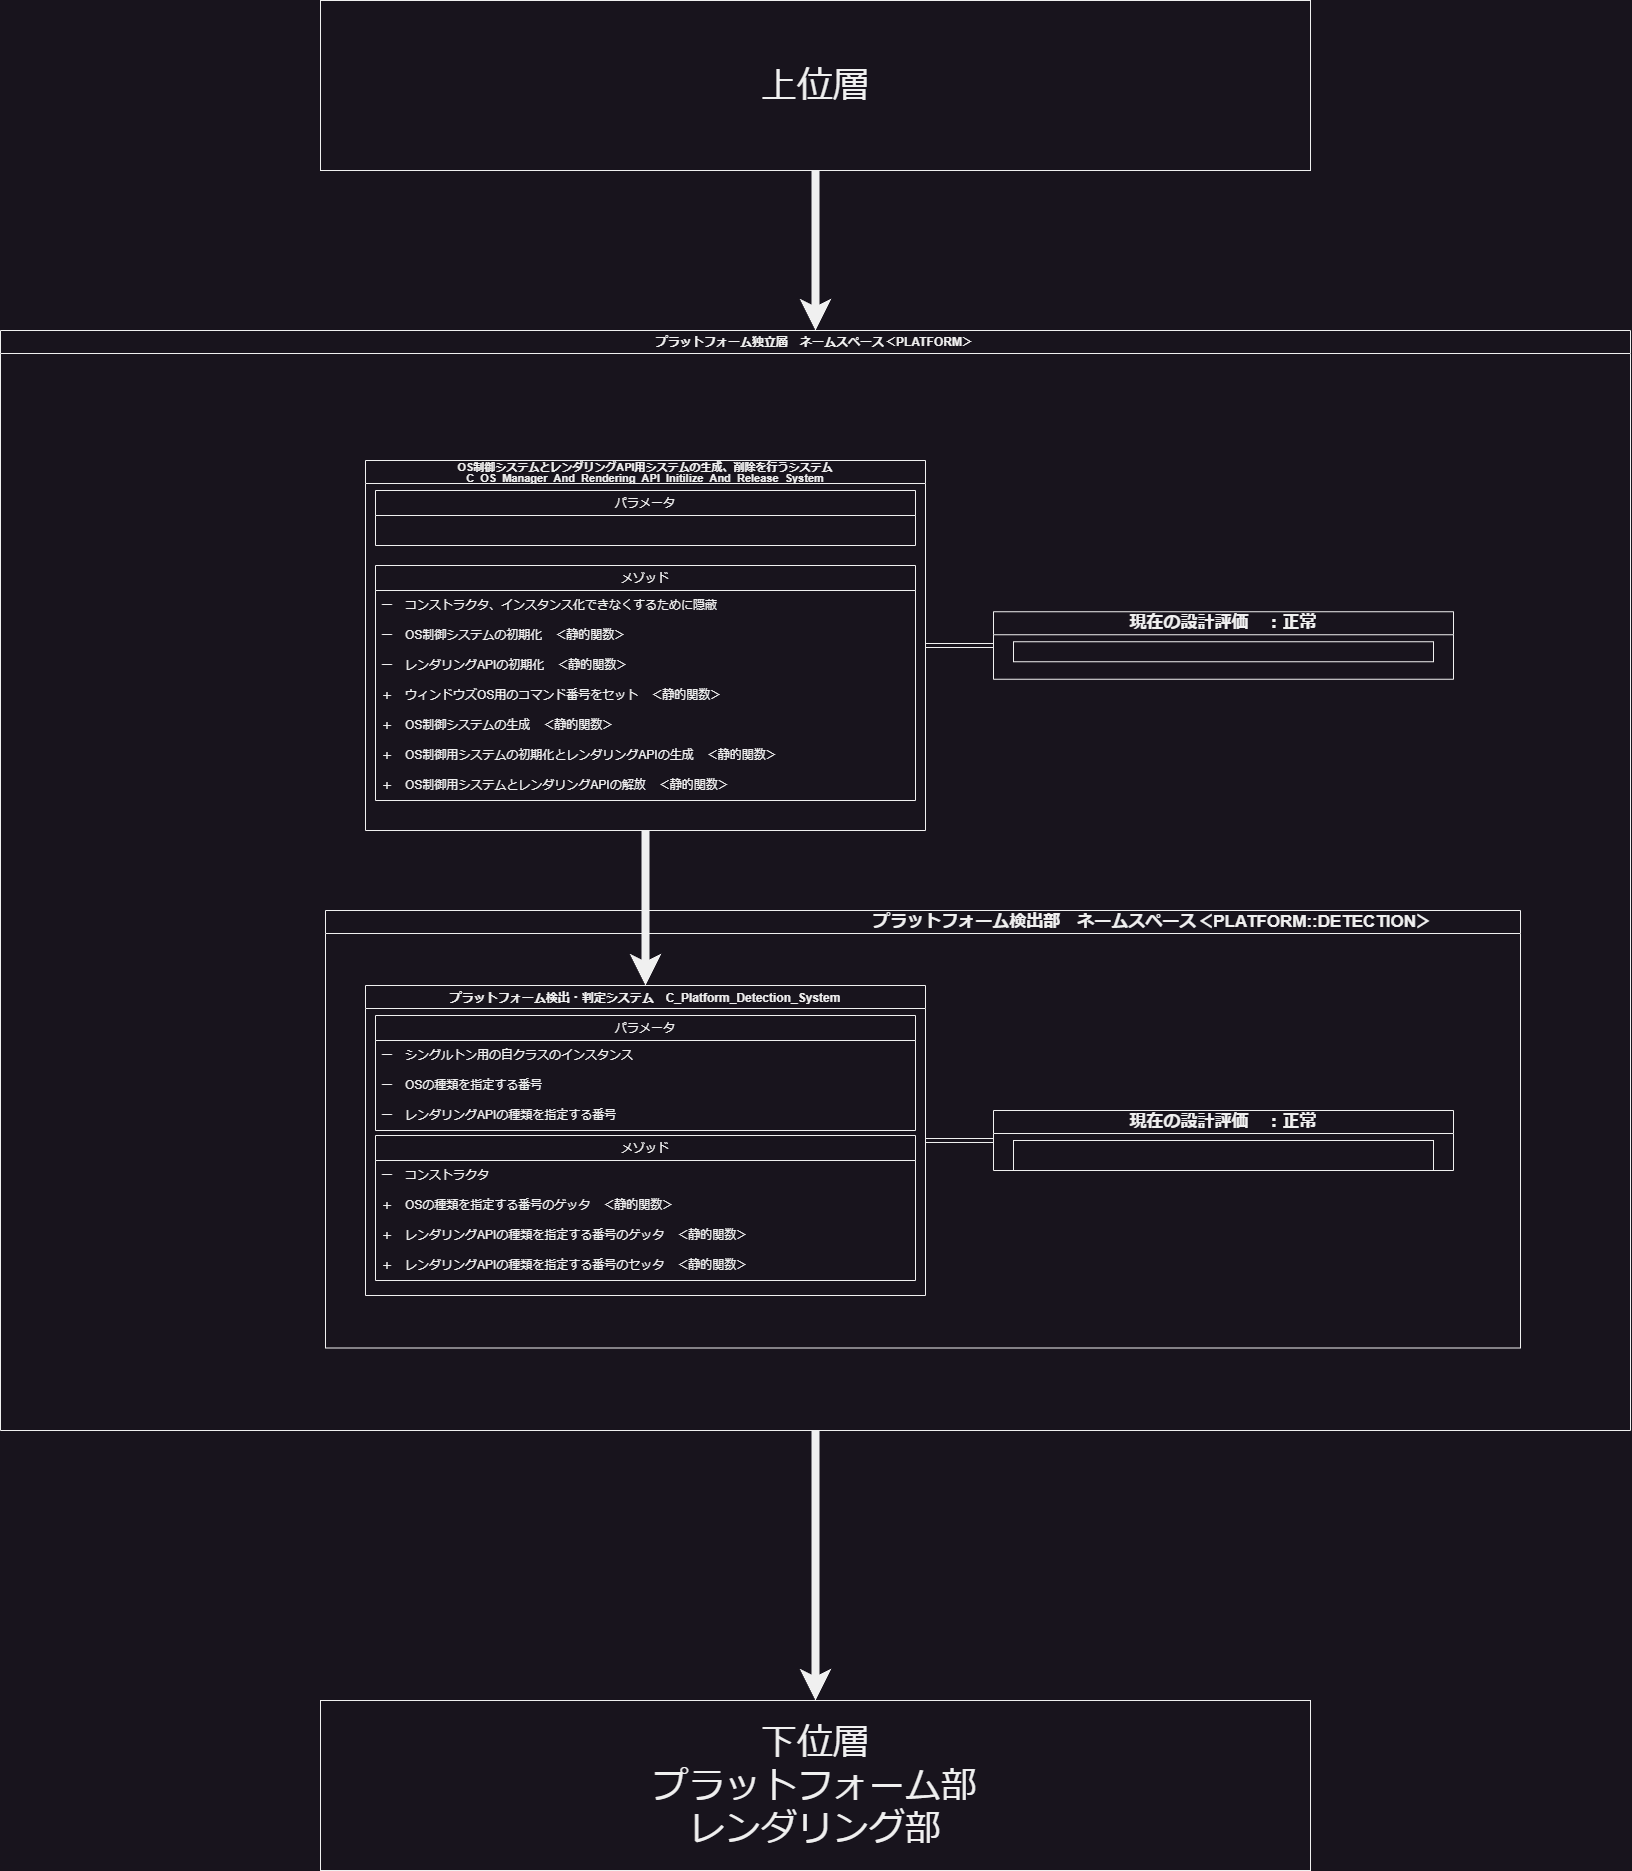 上位層
プラットフォーム独立層　ネームスペース＜PLATFORM＞
OS制御システムとレンダリングAPI用システムの生成、削除を行うシステム
C_OS_Manager_And_Rendering_API_Initilize_And_Release_System
パラメータ
メゾッド
－　コンストラクタ、インスタンス化できなくするために隠蔽
－　OS制御システムの初期化　＜静的関数＞
－　レンダリングAPIの初期化　＜静的関数＞
＋　ウィンドウズOS用のコマンド番号をセット　＜静的関数＞
＋　OS制御システムの生成　＜静的関数＞
＋　OS制御用システムの初期化とレンダリングAPIの生成　＜静的関数＞
＋　OS制御用システムとレンダリングAPIの解放　＜静的関数＞
現在の設計評価　：正常
プラットフォーム検出部　ネームスペース＜PLATFORM::DETECTION＞
プラットフォーム検出・判定システム　C_Platform_Detection_System
パラメータ
－　シングルトン用の自クラスのインスタンス
－　OSの種類を指定する番号
－　レンダリングAPIの種類を指定する番号
メゾッド
－　コンストラクタ
＋　OSの種類を指定する番号のゲッタ　＜静的関数＞
＋　レンダリングAPIの種類を指定する番号のゲッタ　＜静的関数＞
＋　レンダリングAPIの種類を指定する番号のセッタ　＜静的関数＞
現在の設計評価　：正常
下位層
プラットフォーム部
レンダリング部